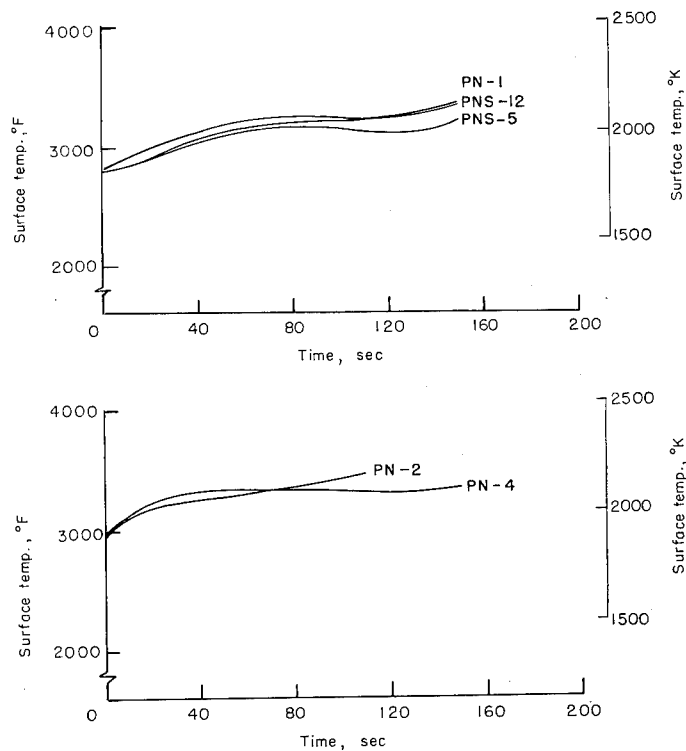 4000
3000
2000
Surface temp.,°F
2,500
2000
1500
Surface temp.,°K
PN-1
PNS-12
PNS-5
0 40 80 120 160 200
Time, sec
4000
3000
2000
Surface temp.,°F
2500
2000
1500
Surface temp.,°K
PN-2
PN-4
0 40 80 120 160 200
Time, sec